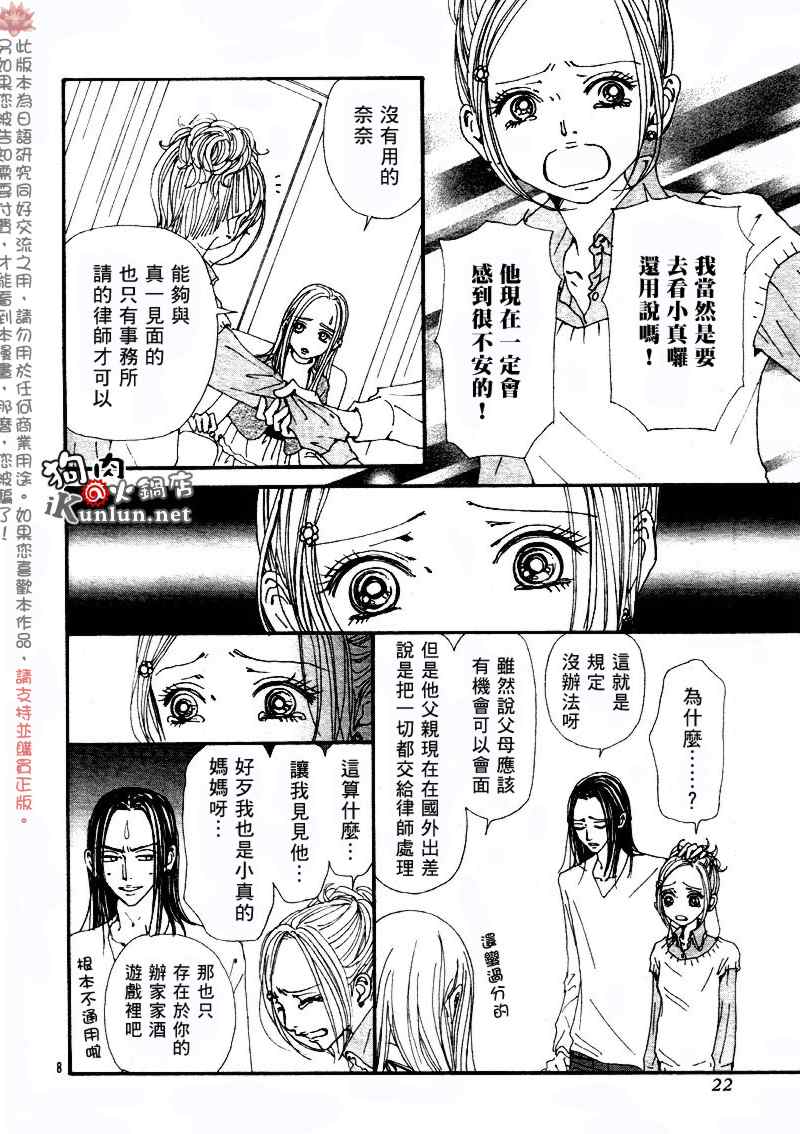 我當然是要
去看小真囉
還用說嗎！
他現在一定會
感到很不安的！
沒有用的
奈奈
能夠與
真一見面的
也只有事務所
請的律師才可以
為什麼……？
這就是
規定
沒辦法呀
雖然說父母應該
有機會可以會面
但是他父親現在在國外出差
說是把一切都交給律師處理
還蠻過分的
這算什麼…
讓我見見他…
好歹我也是小真的
媽媽呀…
那也只
存在於你的
辦家家酒
遊戲裡吧
根本不適用啦
8
22
狗肉
火鍋店
iKunlun.net
此版本為日語研究同好交流之用，請勿用於任何商業用途。如果您喜歡本作品，請支持並購買正版。
另如果您被告知需要付費，才能看到本漫畫，那麼，您被騙了！